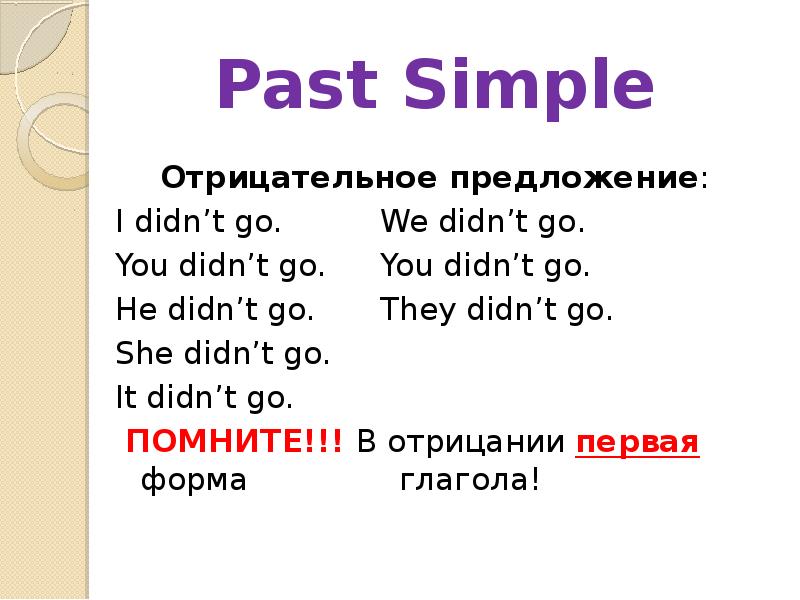 Past Simple
Отрицательное предложение:
I didn’t go. We didn’t go.
You didn’t go. You didn’t go.
He didn’t go. They didn’t go.
She didn’t go.
It didn’t go.
ПОМНИТЕ!!! В отрицании первая
форма глагола!